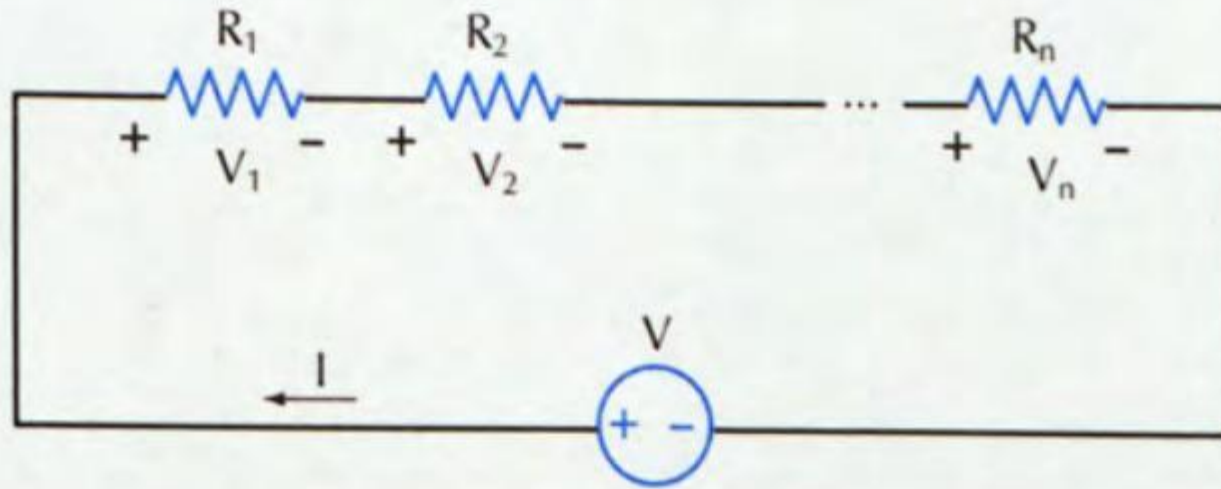 R₁ R₂ Rₙ
+ - + - ... + -
V₁ V₂ Vₙ
V
I
+ -